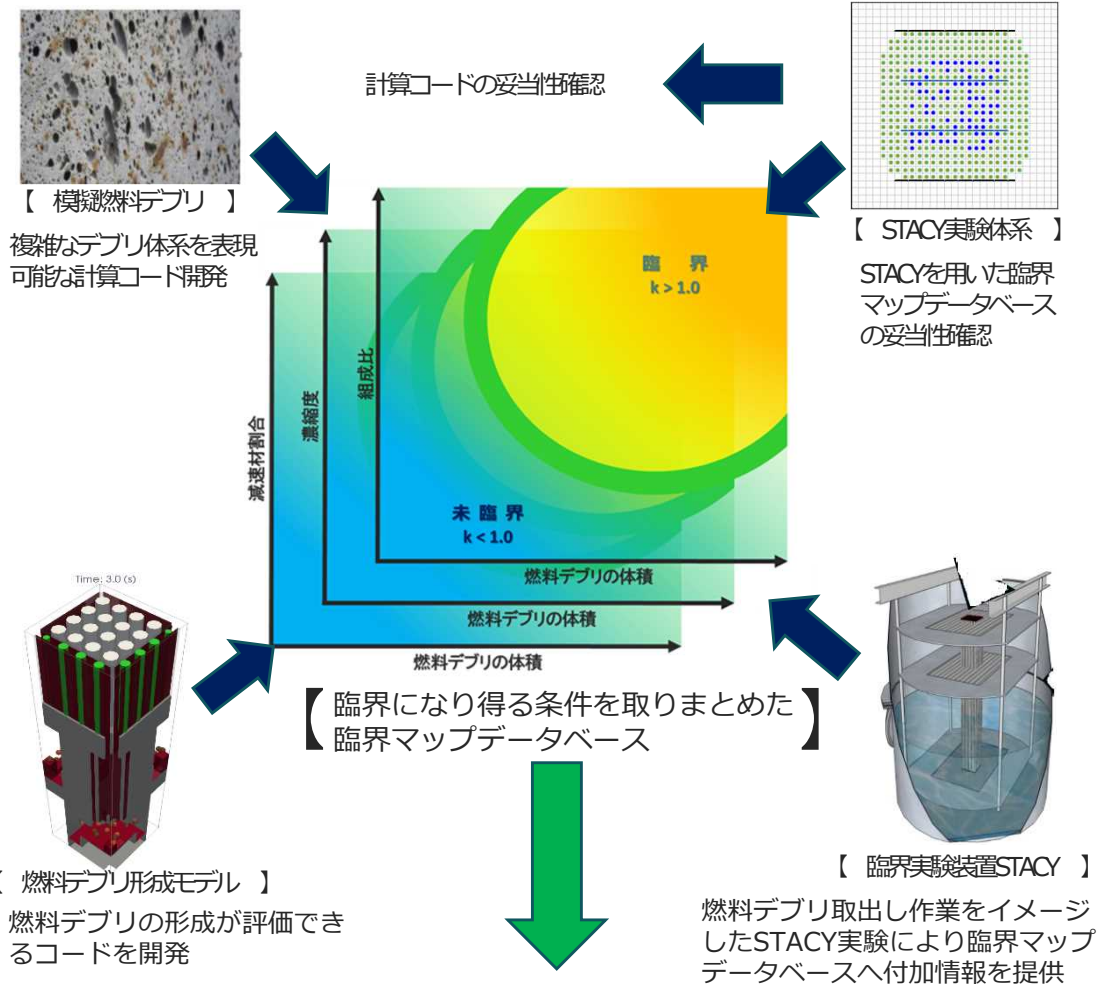 計算コードの妥当性確認
【 模擬燃料デブリ 】
複雑なデブリ体系を表現
可能な計算コード開発
【 STACY実験体系 】
STACYを用いた臨界
マップデータベース
の妥当性確認
臨 界
k > 1.0
組成比
濃縮度
減速材割合
未 臨 界
k < 1.0
燃料デブリの体積
燃料デブリの体積
燃料デブリの体積
【 臨界になり得る条件を取りまとめた
臨界マップデータベース 】
Time: 3.0 (s)
【 燃料デブリ形成モデル 】
燃料デブリの形成が評価でき
るコードを開発
【 臨界実験装置STACY 】
燃料デブリ取出し作業をイメージ
したSTACY実験により臨界マップ
データベースへ付加情報を提供